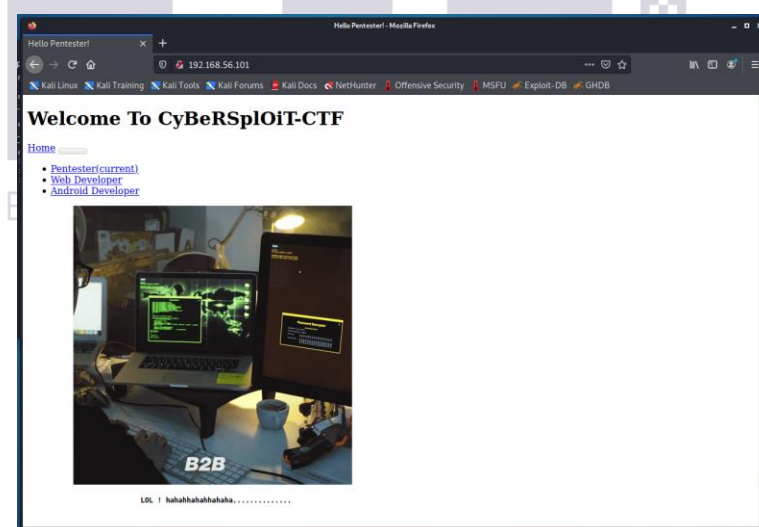 Hello Pentester! - Mozilla Firefox
Hello Pentester!
192.168.56.101
Kali Linux Kali Training Kali Tools Kali Forums Kali Docs NetHunter Offensive Security MSFU Exploit-DB GHDB
Welcome To CyBeRSplOiT-CTF
Home
Pentester(current)
Web Developer
Android Developer
B2B
LOL ! hahahhahahhahaha..............